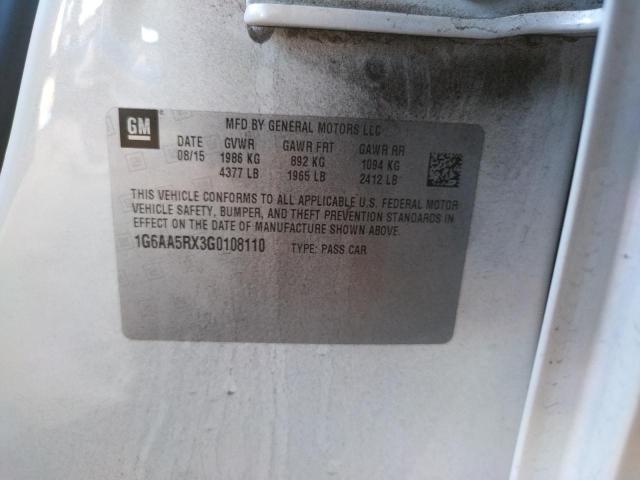 GM
MFD BY GENERAL MOTORS LLC
DATE GVWR GAWR FRT GAWR RR
08/15 1986 KG 892 KG 1094 KG
4377 LB 1965 LB 2412 LB
THIS VEHICLE CONFORMS TO ALL APPLICABLE U.S. FEDERAL MOTOR
VEHICLE SAFETY, BUMPER, AND THEFT PREVENTION STANDARDS IN
EFFECT ON THE DATE OF MANUFACTURE SHOWN ABOVE.
1G6AA5RX3G0108110 TYPE: PASS CAR